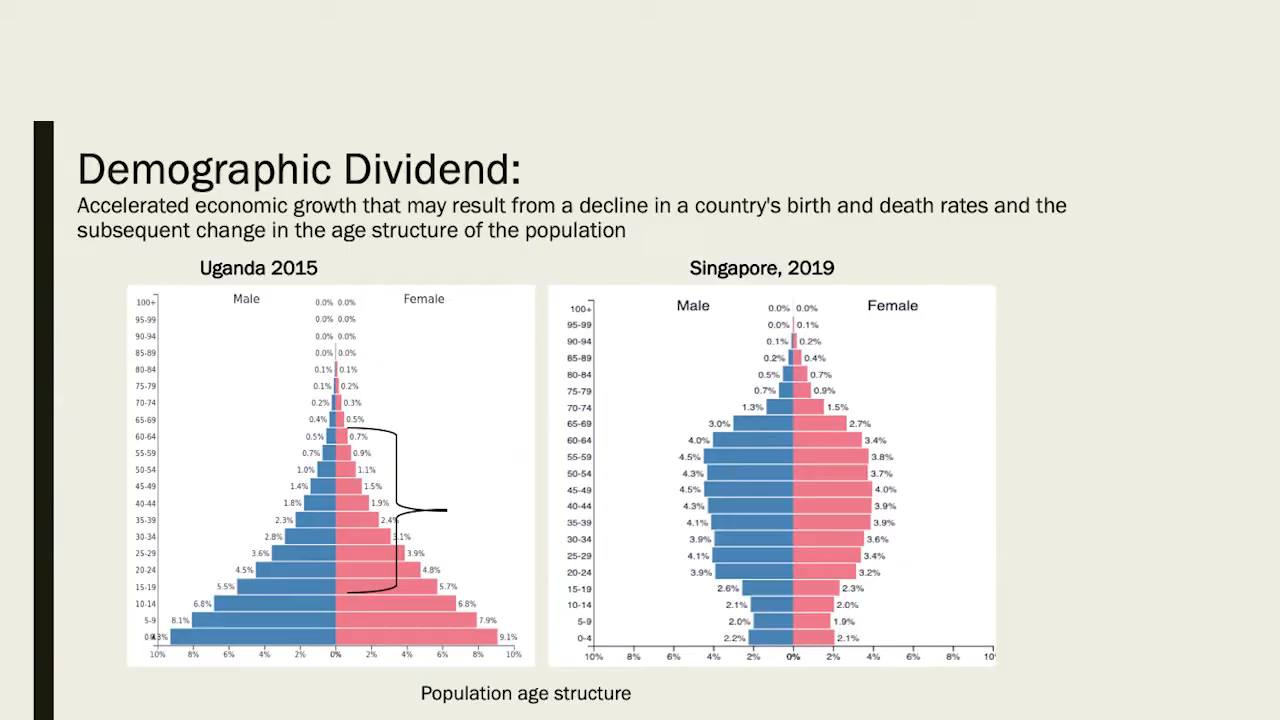 Demographic Dividend:
Accelerated economic growth that may result from a decline in a country's birth and death rates and the
subsequent change in the age structure of the population
Uganda 2015
Male Female
100+ 0.0% 0.0%
95-99 0.0% 0.0%
90-94 0.0% 0.0%
85-89 0.0% 0.0%
80-84 0.1% 0.1%
75-79 0.1% 0.2%
70-74 0.2% 0.3%
65-69 0.4% 0.5%
60-64 0.5% 0.7%
55-59 0.7% 0.9%
50-54 1.0% 1.1%
45-49 1.4% 1.5%
40-44 1.8% 1.9%
35-39 2.3% 2.4%
30-34 2.8% 3.1%
25-29 3.6% 3.9%
20-24 4.5% 4.8%
15-19 5.5% 5.7%
10-14 6.8% 6.8%
5-9 8.1% 7.9%
9.1%
10% 8% 6% 4% 2% 0% 2% 4% 6% 8% 10%
Singapore, 2019
Male Female
100+ 0.0% 0.0%
95-99 0.0% 0.1%
90-94 0.1% 0.2%
85-89 0.2% 0.4%
80-84 0.5% 0.7%
75-79 0.7% 0.9%
70-74 1.3% 1.5%
65-69 3.0% 2.7%
60-64 4.0% 3.4%
55-59 4.5% 3.8%
50-54 4.3% 3.7%
45-49 4.5% 4.0%
40-44 4.3% 3.9%
35-39 4.1% 3.9%
30-34 3.9% 3.6%
25-29 4.1% 3.4%
20-24 3.9% 3.2%
15-19 2.6% 2.3%
10-14 2.1% 2.0%
5-9 2.0% 1.9%
0-4 2.2% 2.1%
10% 8% 6% 4% 2% 0% 2% 4% 6% 8% 10
Population age structure